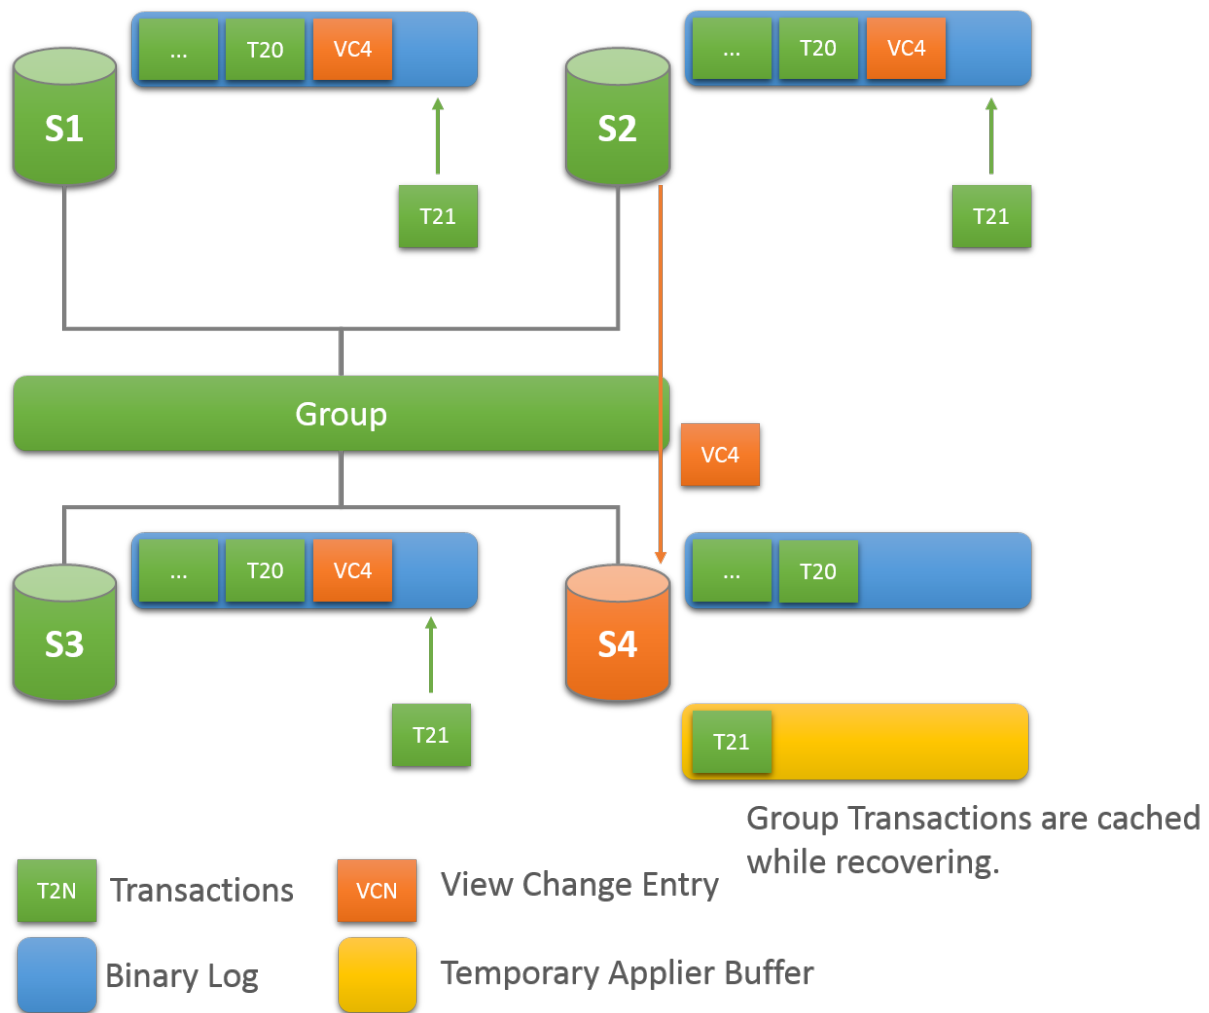 ... T20 VC4
... T20 VC4
S1
S2
T21
T21
Group
VC4
... T20 VC4
... T20
S3
S4
T21
T21
Group Transactions are cached
while recovering.
T2N Transactions
VCN View Change Entry
Binary Log
Temporary Applier Buffer